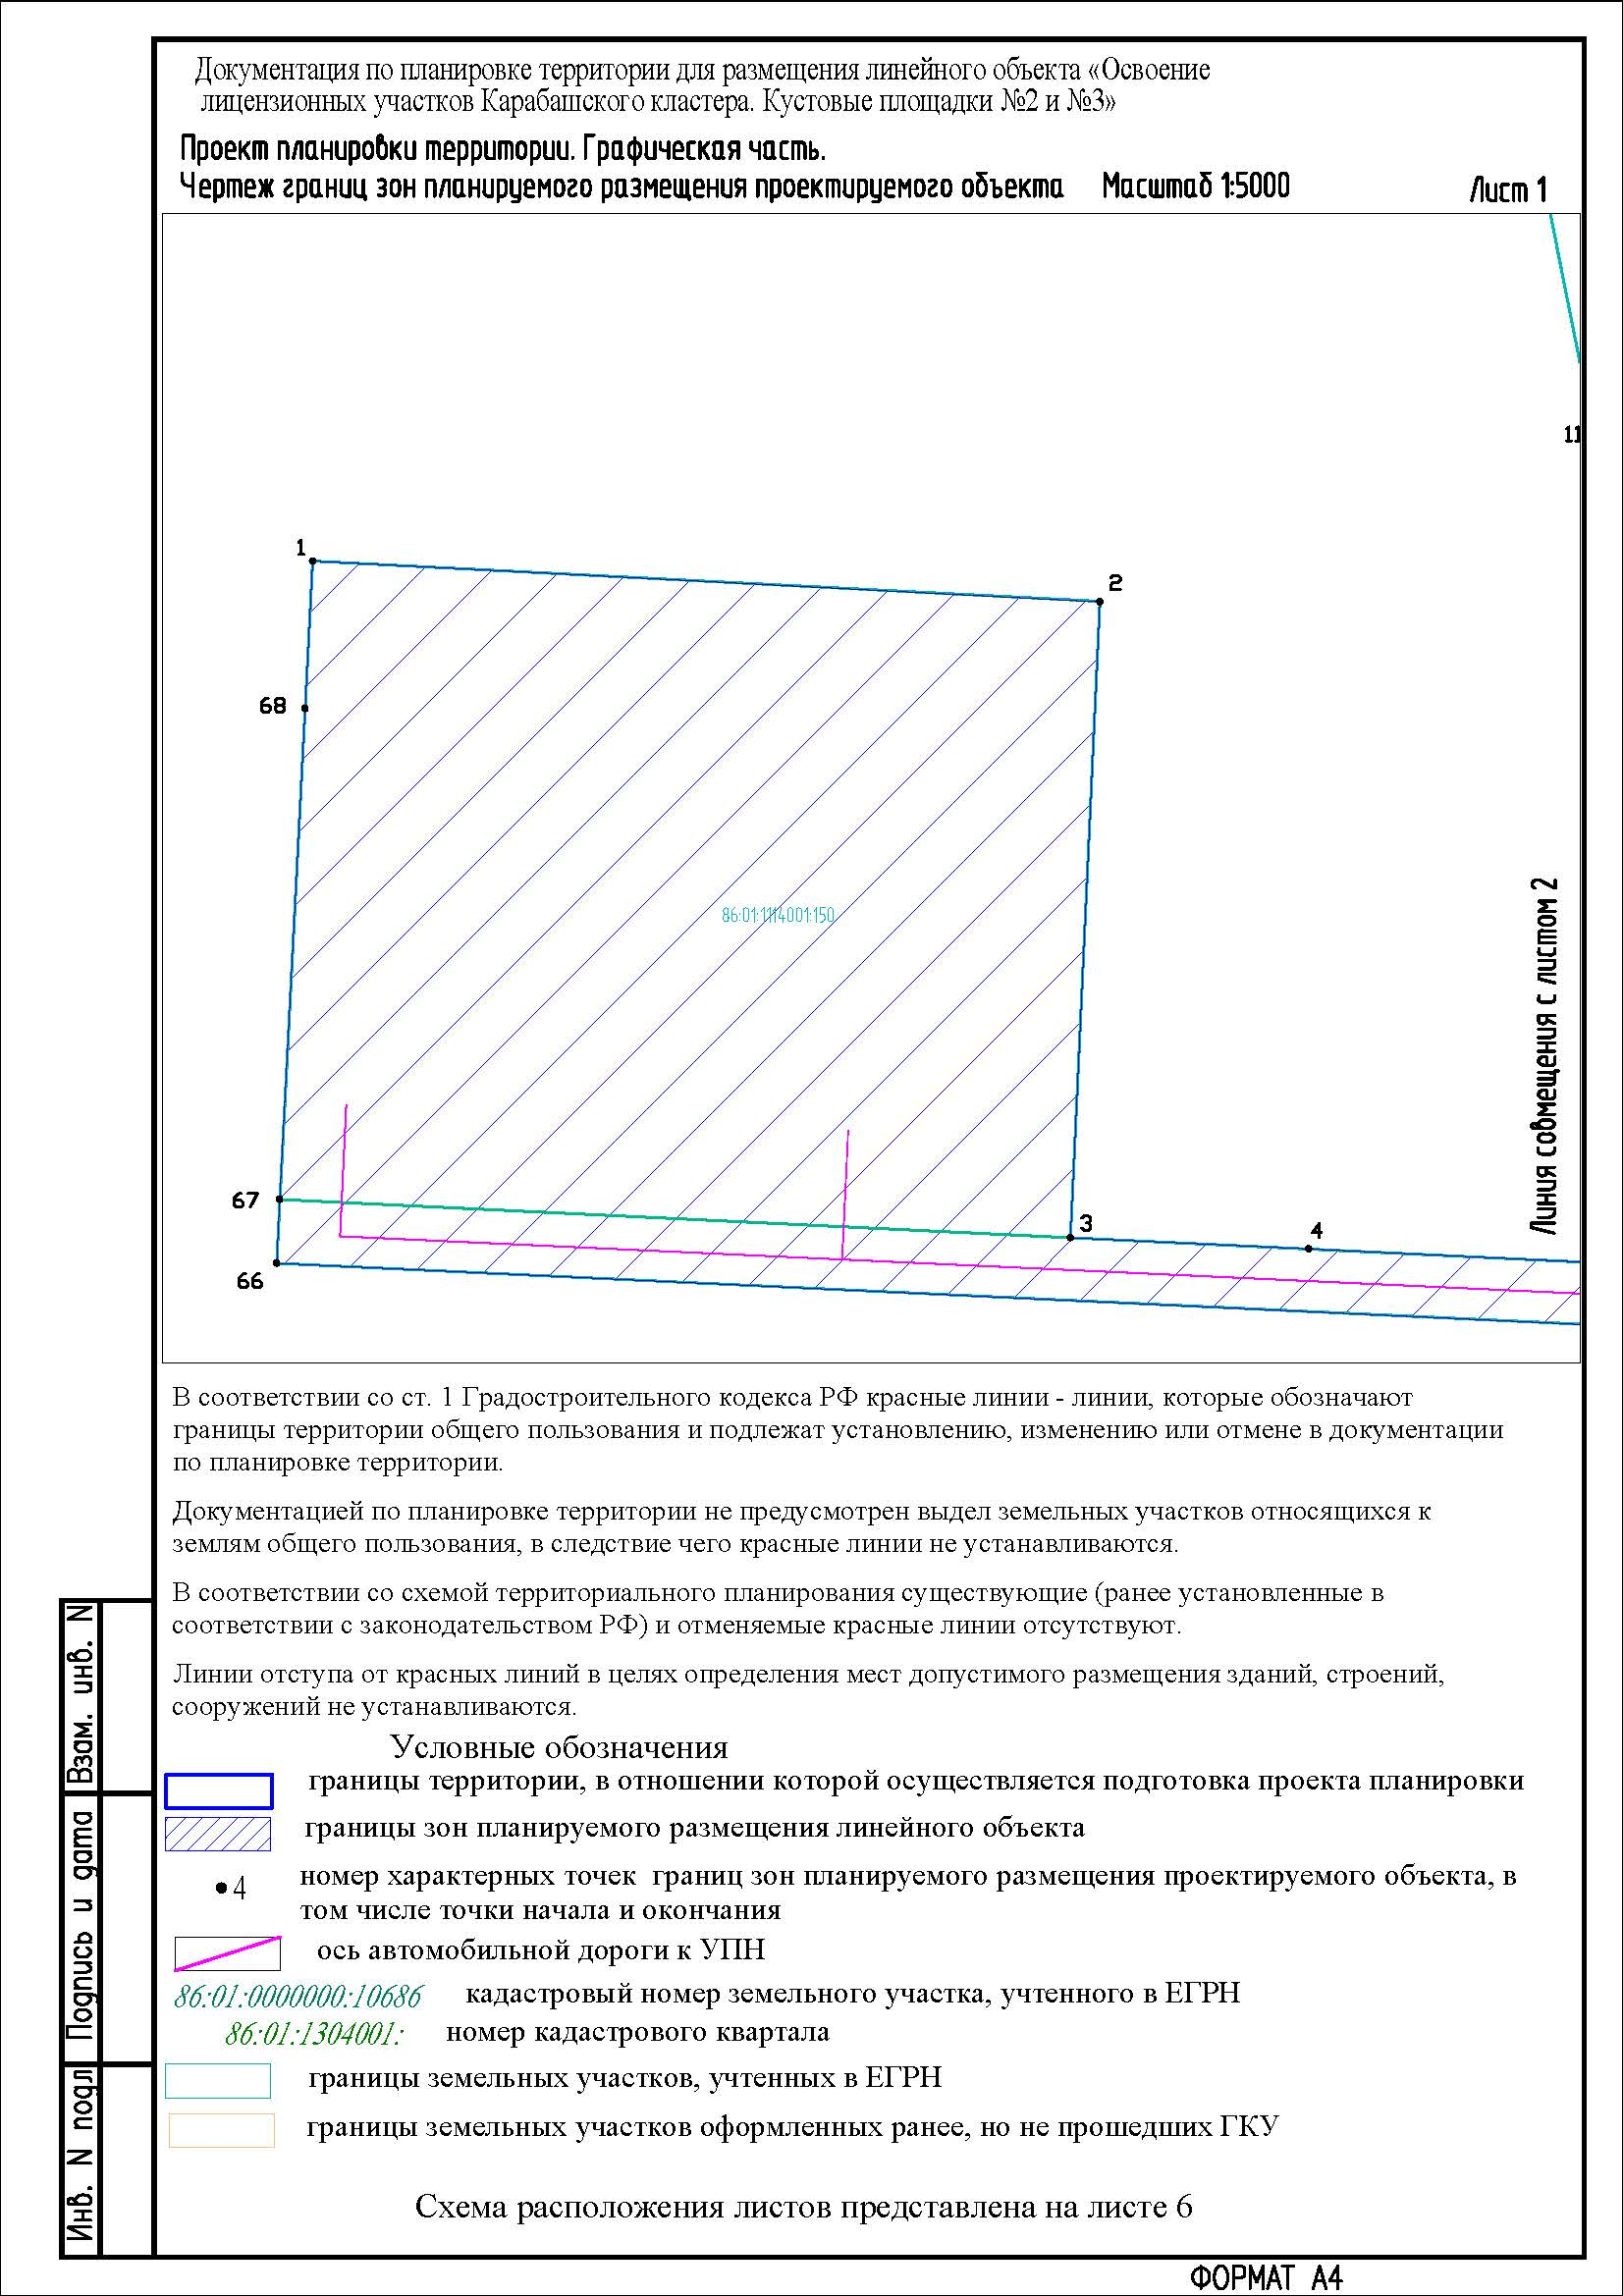 Документация по планировке территории для размещения линейного объекта «Освоение
лицензионных участков Карабашского кластера. Кустовые площадки №2 и №3»
Проект планировки территории. Графическая часть.
Чертеж границ зон планируемого размещения проектируемого объекта Масштаб 1:5000 Лист 1
11
1
2
68
86:01:1114001:150
Линия совмещения с листом 2
67
3
4
66
В соответствии со ст. 1 Градостроительного кодекса РФ красные линии - линии, которые обозначают
границы территории общего пользования и подлежат установлению, изменению или отмене в документации
по планировке территории.
Документацией по планировке территории не предусмотрен выдел земельных участков относящихся к
землям общего пользования, в следствие чего красные линии не устанавливаются.
В соответствии со схемой территориального планирования существующие (ранее установленные в
соответствии с законодательством РФ) и отменяемые красные линии отсутствуют.
Линии отступа от красных линий в целях определения мест допустимого размещения зданий, строений,
сооружений не устанавливаются.
Условные обозначения
границы территории, в отношении которой осуществляется подготовка проекта планировки
границы зон планируемого размещения линейного объекта
4 номер характерных точек границ зон планируемого размещения проектируемого объекта, в
том числе точки начала и окончания
ось автомобильной дороги к УПН
86:01:0000000:10686 кадастровый номер земельного участка, учтенного в ЕГРН
86:01:1304001: номер кадастрового квартала
границы земельных участков, учтенных в ЕГРН
границы земельных участков оформленных ранее, но не прошедших ГКУ
Схема расположения листов представлена на листе 6
Взам. инв. N
Подпись и дата
Инв. N подл
ФОРМАТ А4